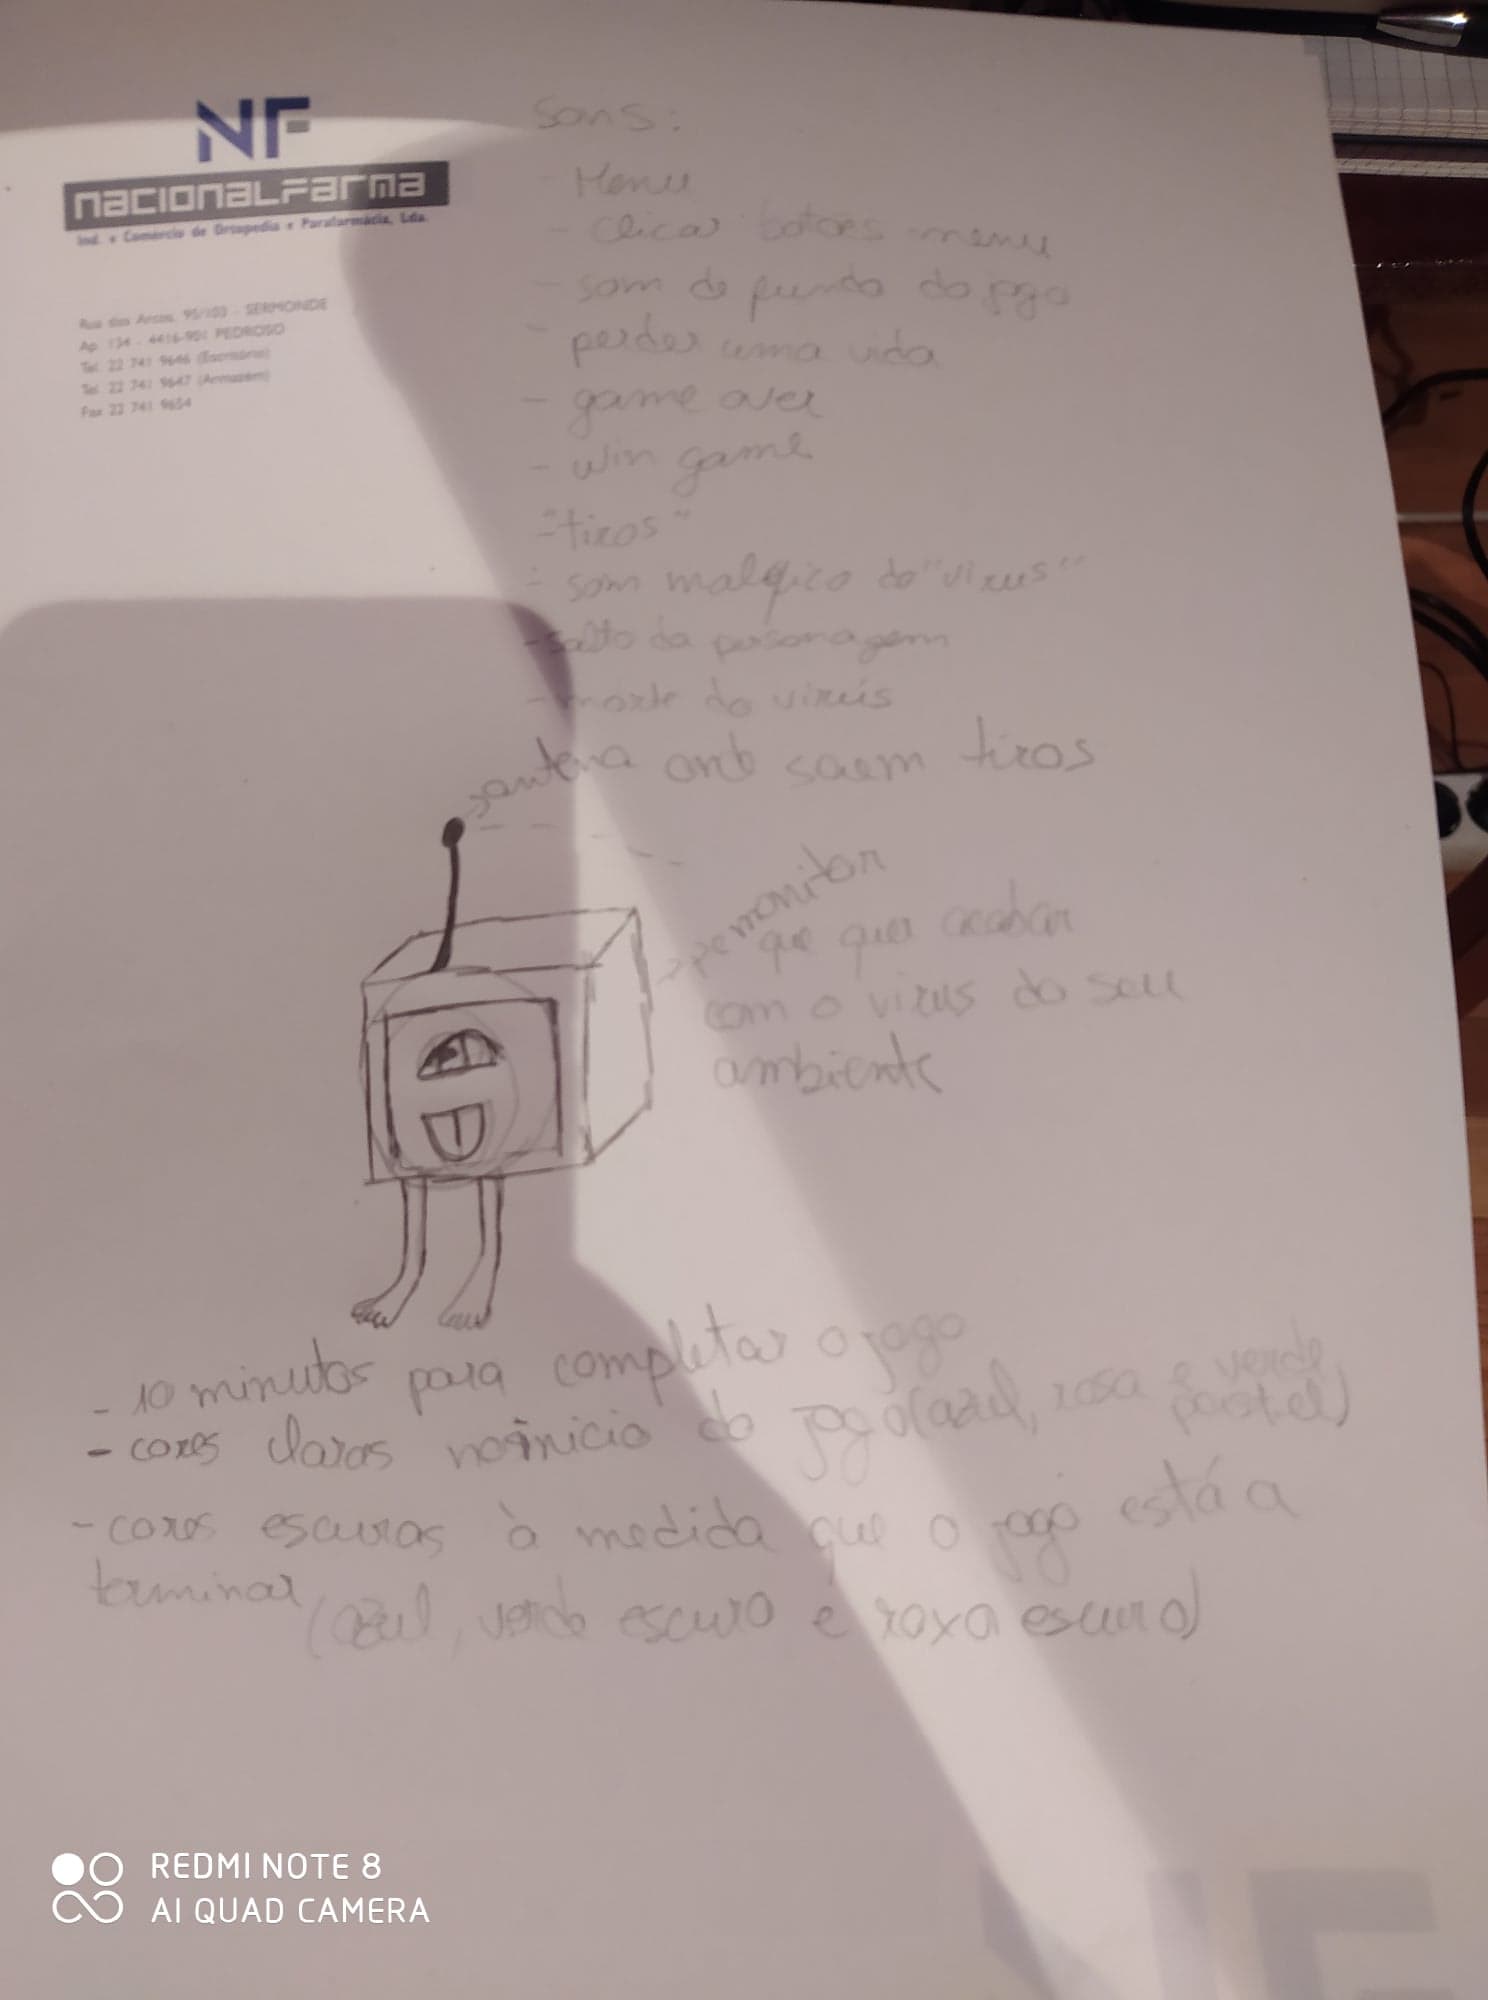 NF
nacionalfarma
Ind. e Comércio de Ortopedia e Parafarmácia, Lda.
Rua dos Arcos, 95/103 - SERMONDE
Ap. 134 - 4416-901 PEDROSO
Tel. 22 741 9646 (Escritório)
Tel. 22 741 9647 (Armazém)
Fax 22 741 9654
Sons:
- Menu
- clicar botões menu
- som de fundo do jogo
- perder uma vida
- game over
- win game
- "tiros"
- som maléfico do "virus"
- salto da personagem
- morte do virús
antena onb saem tiros
monitor
que quer acabar
com o virus do seu
ambiente
- 10 minutos para completar o jogo
- cores claras no início do jogo (azul, rosa e verde
pastel)
- cores escuras à medida que o jogo está a
terminar
(azul, verde escuro e roxa escuro)
REDMI NOTE 8
AI QUAD CAMERA